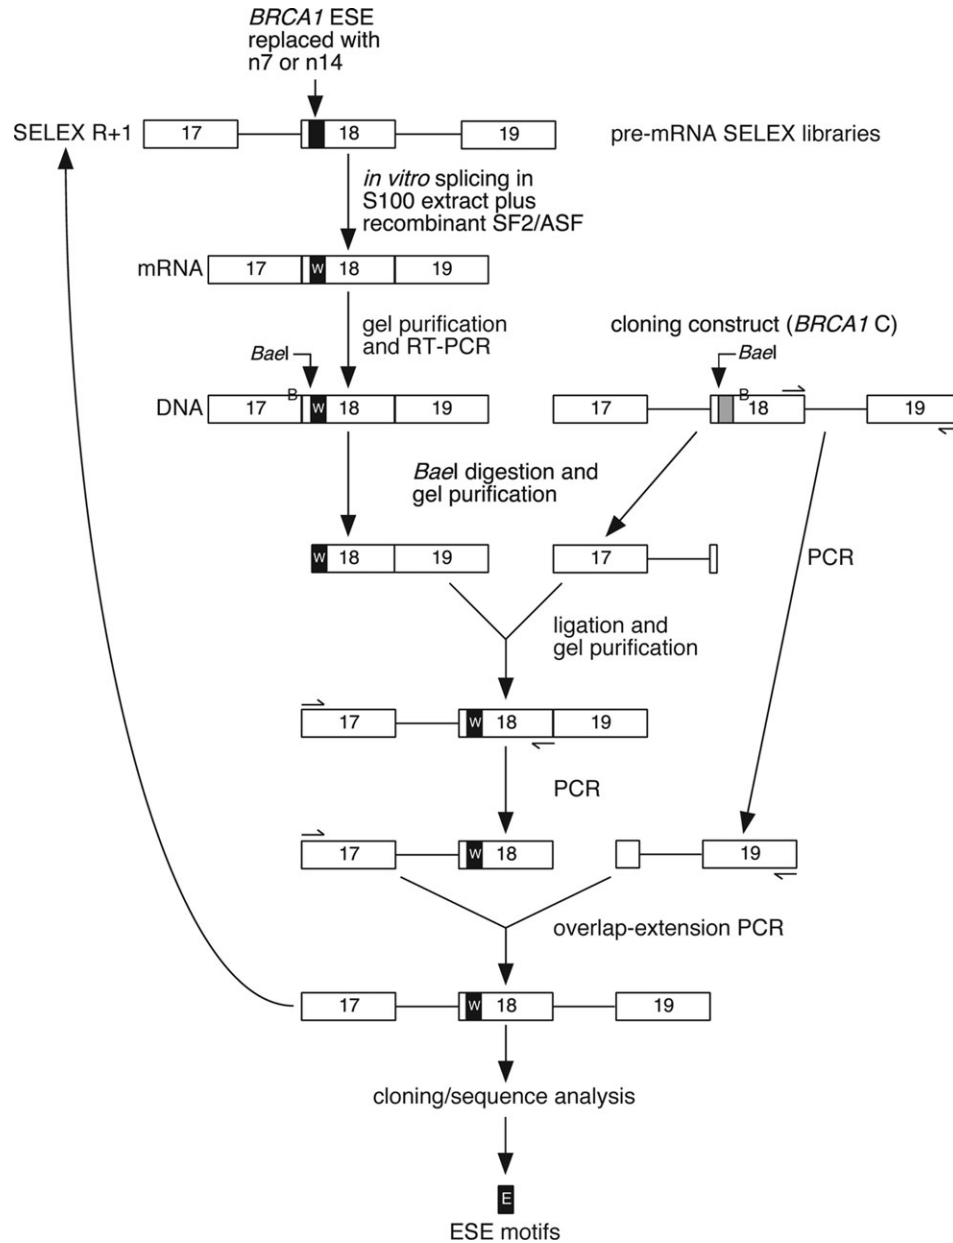 BRCA1 ESE
replaced with
n7 or n14
SELEX R+1 17 18 19 pre-mRNA SELEX libraries
in vitro splicing in
S100 extract plus
recombinant SF2/ASF
mRNA 17 W 18 19
gel purification
and RT-PCR
cloning construct (BRCA1 C)
BaeI
BaeI
DNA 17 B W 18 19
17 B 18 19
BaeI digestion and
gel purification
W 18 19
17
PCR
ligation and
gel purification
17 W 18 19
PCR
17 W 18
19
overlap-extension PCR
17 W 18 19
cloning/sequence analysis
E
ESE motifs